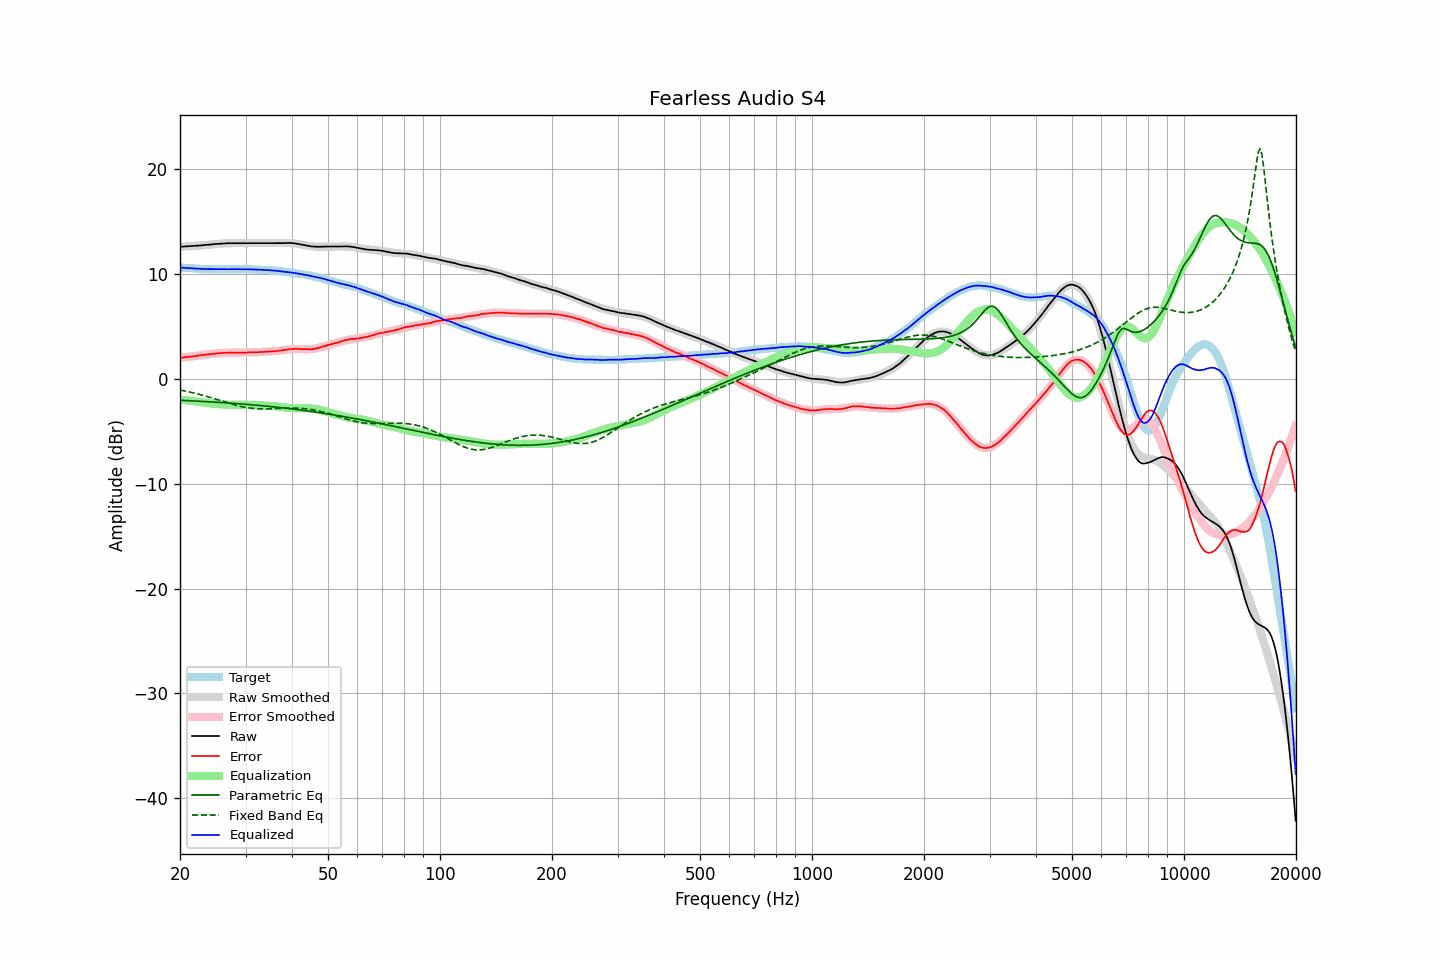 Fearless Audio S4
Amplitude (dBr)
20
10
0
−10
−20
−30
−40
Target
Raw Smoothed
Error Smoothed
Raw
Error
Equalization
Parametric Eq
Fixed Band Eq
Equalized
20 50 100 200 500 1000 2000 5000 10000 20000
Frequency (Hz)